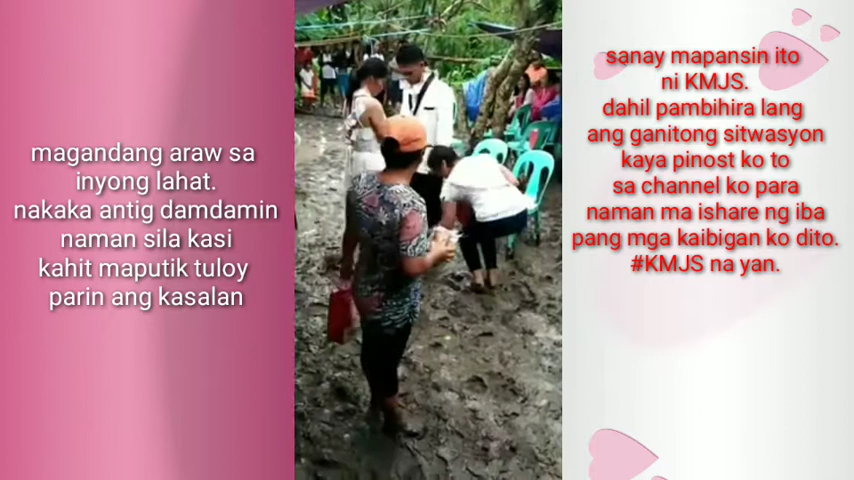 magandang araw sa
inyong lahat.
nakaka antig damdamin
naman sila kasi
kahit maputik tuloy
parin ang kasalan
sanay mapansin ito
ni KMJS.
dahil pambihira lang
ang ganitong sitwasyon
kaya pinost ko to
sa channel ko para
naman ma ishare ng iba
pang mga kaibigan ko dito.
#KMJS na yan.